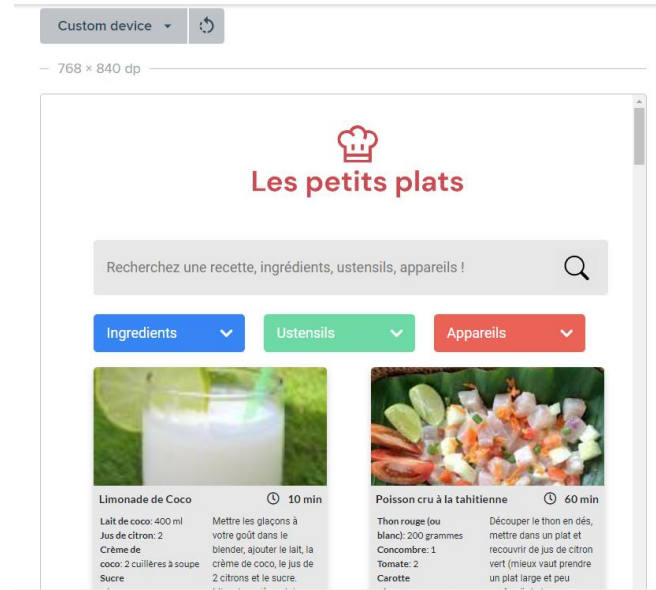 Custom device
768 × 840 dp
Les petits plats
Recherchez une recette, ingrédients, ustensils, appareils !
Ingredients
Ustensils
Appareils
Limonade de Coco
10 min
Lait de coco: 400 ml
Jus de citron: 2
Crème de
coco: 2 cuillères à soupe
Sucre
Mettre les glaçons à
votre goût dans le
blender, ajouter le lait, la
crème de coco, le jus de
2 citrons et le sucre.
Poisson cru à la tahitienne
60 min
Thon rouge (ou
blanc): 200 grammes
Concombre: 1
Tomate: 2
Carotte
Découper le thon en dés,
mettre dans un plat et
recouvrir de jus de citron
vert (mieux vaut prendre
un plat large et peu